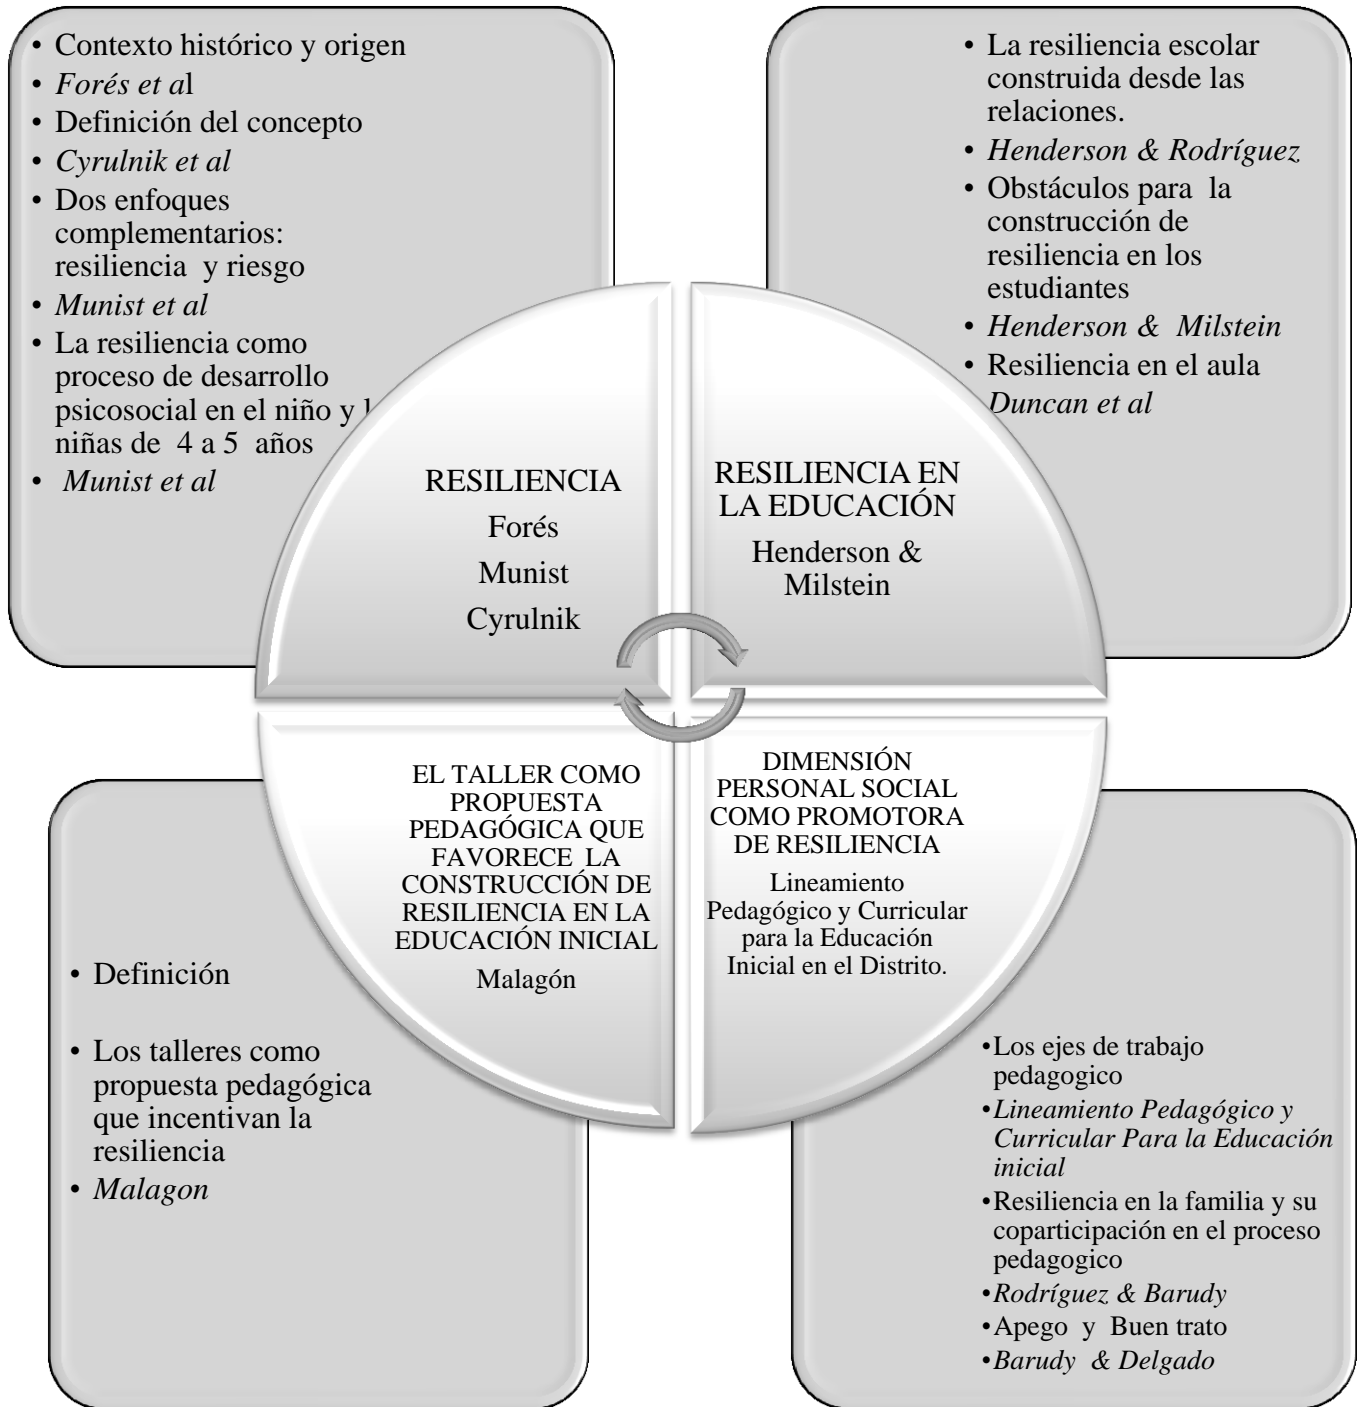 • Contexto histórico y origen
• Forés et al
• Definición del concepto
• Cyrulnik et al
• Dos enfoques
complementarios:
resiliencia y riesgo
• Munist et al
• La resiliencia como
proceso de desarrollo
psicosocial en el niño y
niñas de 4 a 5 años
• Munist et al
• La resiliencia escolar
construida desde las
relaciones.
• Henderson & Rodríguez
• Obstáculos para la
construcción de
resiliencia en los
estudiantes
• Henderson & Milstein
• Resiliencia en el aula
Duncan et al
RESILIENCIA
Forés
Munist
Cyrulnik
RESILIENCIA EN
LA EDUCACIÓN
Henderson &
Milstein
EL TALLER COMO
PROPUESTA
PEDAGÓGICA QUE
FAVORECE LA
CONSTRUCCIÓN DE
RESILIENCIA EN LA
EDUCACIÓN INICIAL
Malagón
DIMENSIÓN
PERSONAL SOCIAL
COMO PROMOTORA
DE RESILIENCIA
Lineamiento
Pedagógico y Curricular
para la Educación
Inicial en el Distrito.
• Definición
• Los talleres como
propuesta pedagógica
que incentivan la
resiliencia
• Malagon
•Los ejes de trabajo
pedagogico
•Lineamiento Pedagógico y
Curricular Para la Educación
inicial
•Resiliencia en la familia y su
coparticipación en el proceso
pedagogico
•Rodríguez & Barudy
•Apego y Buen trato
•Barudy & Delgado